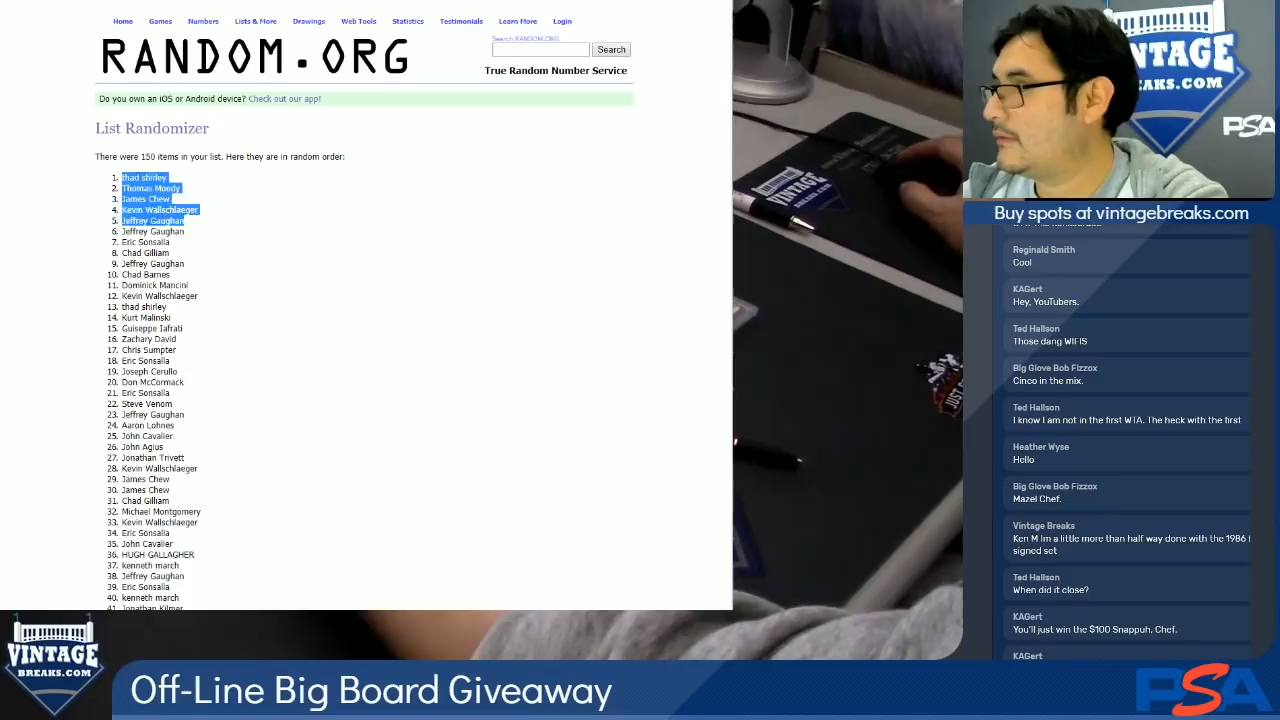 Home Games Numbers Lists & More Drawings Web Tools Statistics Testimonials Learn More Login
RANDOM.ORG
Search RANDOM.ORG
Search
True Random Number Service
Do you own an iOS or Android device? Check out our app!
List Randomizer
There were 150 items in your list. Here they are in random order:
1. thad shirley
2. Thomas Moody
3. James Chew
4. Kevin Wallschlaeger
5. Jeffrey Gaughan
6. Jeffrey Gaughan
7. Eric Sonsalla
8. Chad Gilliam
9. Jeffrey Gaughan
10. Chad Barnes
11. Dominick Mancini
12. Kevin Wallschlaeger
13. thad shirley
14. Kurt Malinski
15. Guiseppe Iafrati
16. Zachary David
17. Chris Sumpter
18. Eric Sonsalla
19. Joseph Cerullo
20. Don McCormack
21. Eric Sonsalla
22. Steve Venom
23. Jeffrey Gaughan
24. Aaron Lohnes
25. John Cavalier
26. John Agius
27. Jonathan Trivett
28. Kevin Wallschlaeger
29. James Chew
30. James Chew
31. Chad Gilliam
32. Michael Montgomery
33. Kevin Wallschlaeger
34. Eric Sonsalla
35. John Cavalier
36. HUGH GALLAGHER
37. kenneth march
38. Jeffrey Gaughan
39. Eric Sonsalla
40. kenneth march
41. Jonathan Kilmer
VINTAGE
BREAKS
JUST
VINTAGE
BREAKS.COM
PSA
Buy spots at vintagebreaks.com
Reginald Smith
Cool
KAGert
Hey, YouTubers.
Ted Hallson
Those dang WIFIS
Big Glove Bob Fizzox
Cinco in the mix.
Ted Hallson
I know I am not in the first WTA. The heck with the first
Heather Wyse
Hello
Big Glove Bob Fizzox
Mazel Chef.
Vintage Breaks
Ken M Im a little more than half way done with the 1986
signed set
Ted Hallson
When did it close?
KAGert
You'll just win the $100 Snappuh, Chef.
KAGert
VINTAGE
BREAKS.COM
Off-Line Big Board Giveaway
PSA